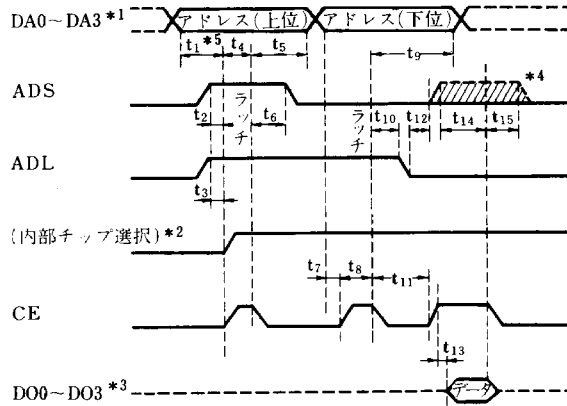 DA0～DA3*1
アドレス(上位)
アドレス(下位)
t1*5
t4
t5
t9
ADS
*4
t2
ラッチ
t6
ラッチ
t10
t12
t14
t15
ADL
t3
(内部チップ選択)*2
t7
t8
t11
CE
t13
DO0～DO3*3
データ